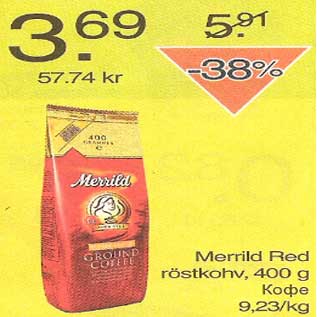 3.69
5.91
57.74 kr
-38%
400
GRAMMES
e
Merrild
GROUND
COFFEE
Merrild Red
röstkohv, 400 g
Кофе
9,23/kg